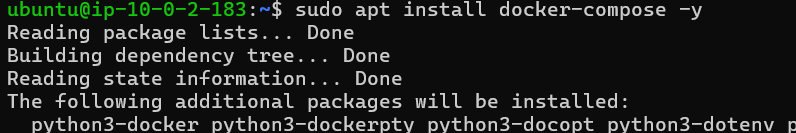 ubuntu@ip-10-0-2-183:~$ sudo apt install docker-compose -y
Reading package lists... Done
Building dependency tree... Done
Reading state information... Done
The following additional packages will be installed:
  python3-docker python3-dockerpty python3-docopt python3-dotenv p